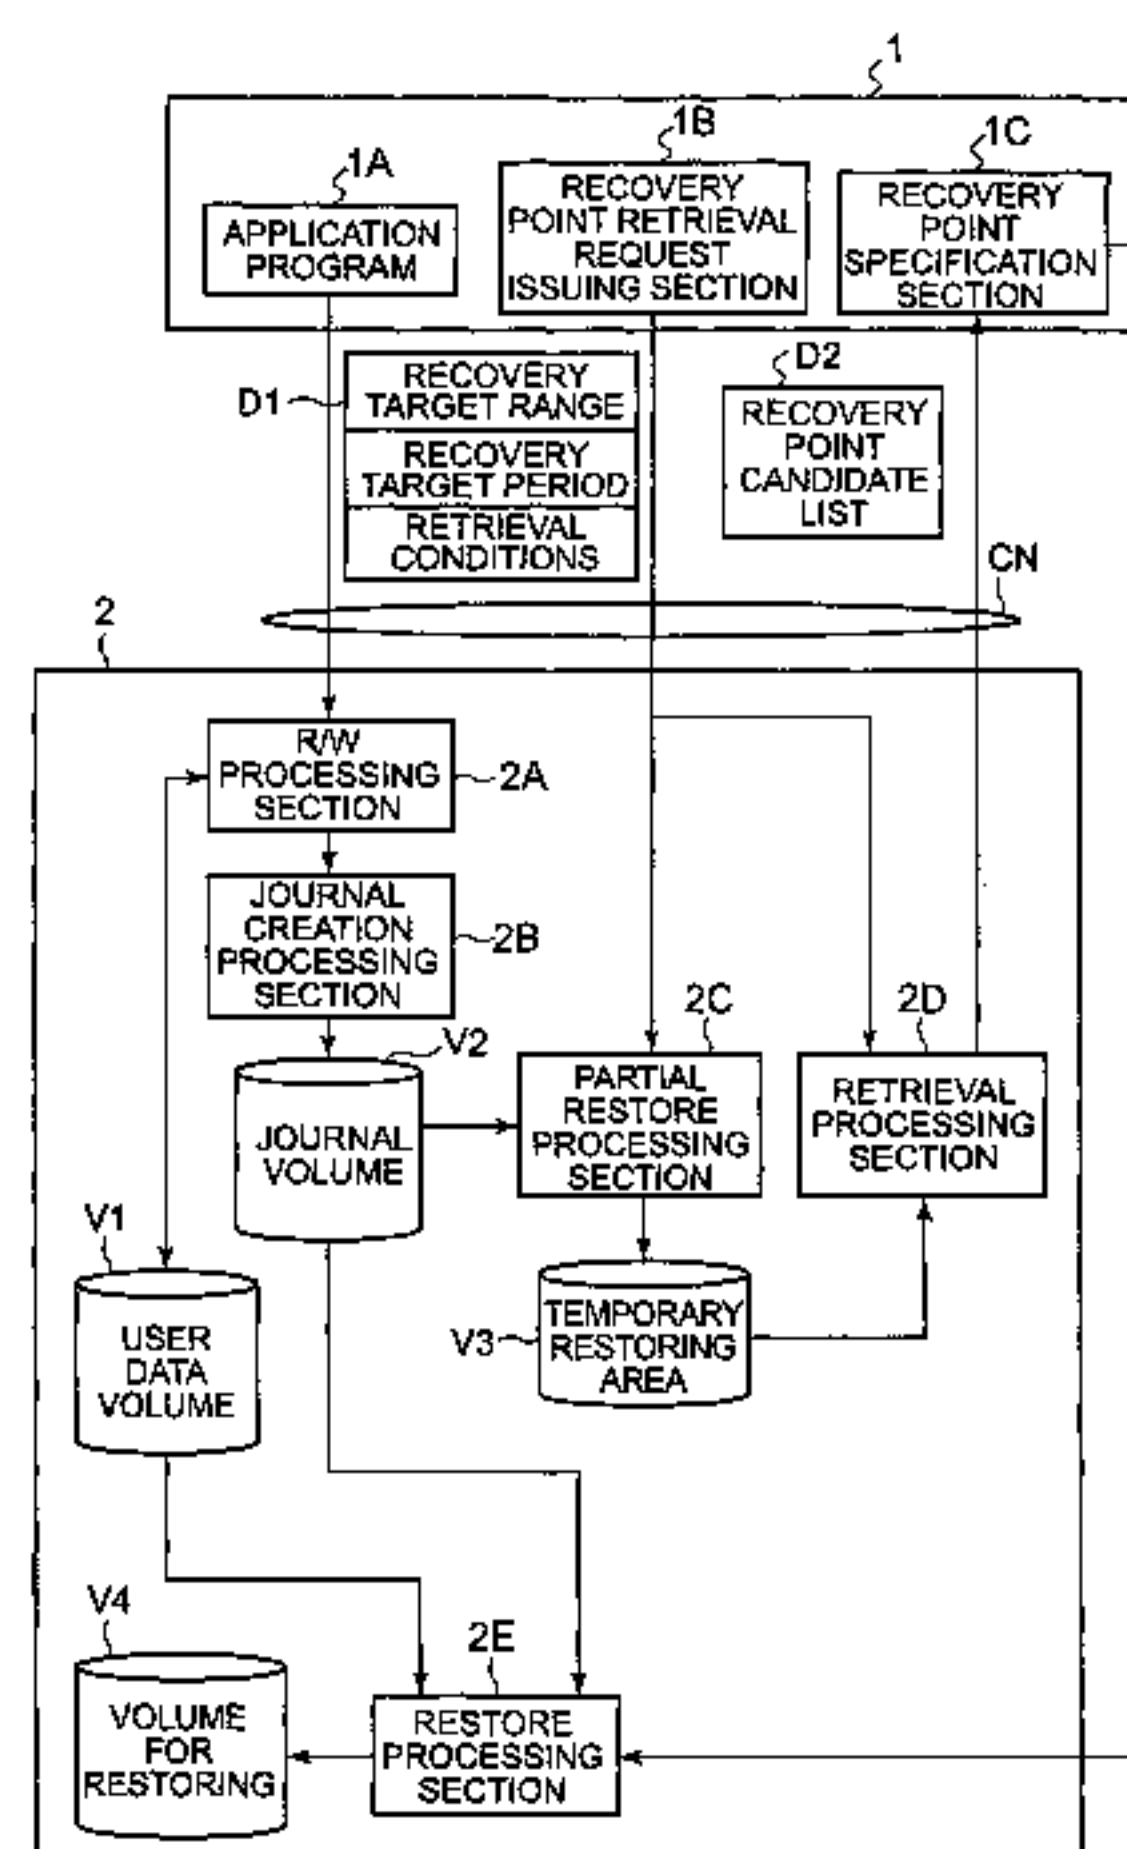 1
1A
APPLICATION
PROGRAM
1B
RECOVERY
POINT RETRIEVAL
REQUEST
ISSUING SECTION
1C
RECOVERY
POINT
SPECIFICATION
SECTION
D1
RECOVERY
TARGET RANGE
RECOVERY
TARGET PERIOD
RETRIEVAL
CONDITIONS
D2
RECOVERY
POINT
CANDIDATE
LIST
CN
2
R/W
PROCESSING
SECTION
2A
JOURNAL
CREATION
PROCESSING
SECTION
2B
V2
JOURNAL
VOLUME
2C
PARTIAL
RESTORE
PROCESSING
SECTION
2D
RETRIEVAL
PROCESSING
SECTION
V1
USER
DATA
VOLUME
V3
TEMPORARY
RESTORING
AREA
V4
VOLUME
FOR
RESTORING
2E
RESTORE
PROCESSING
SECTION